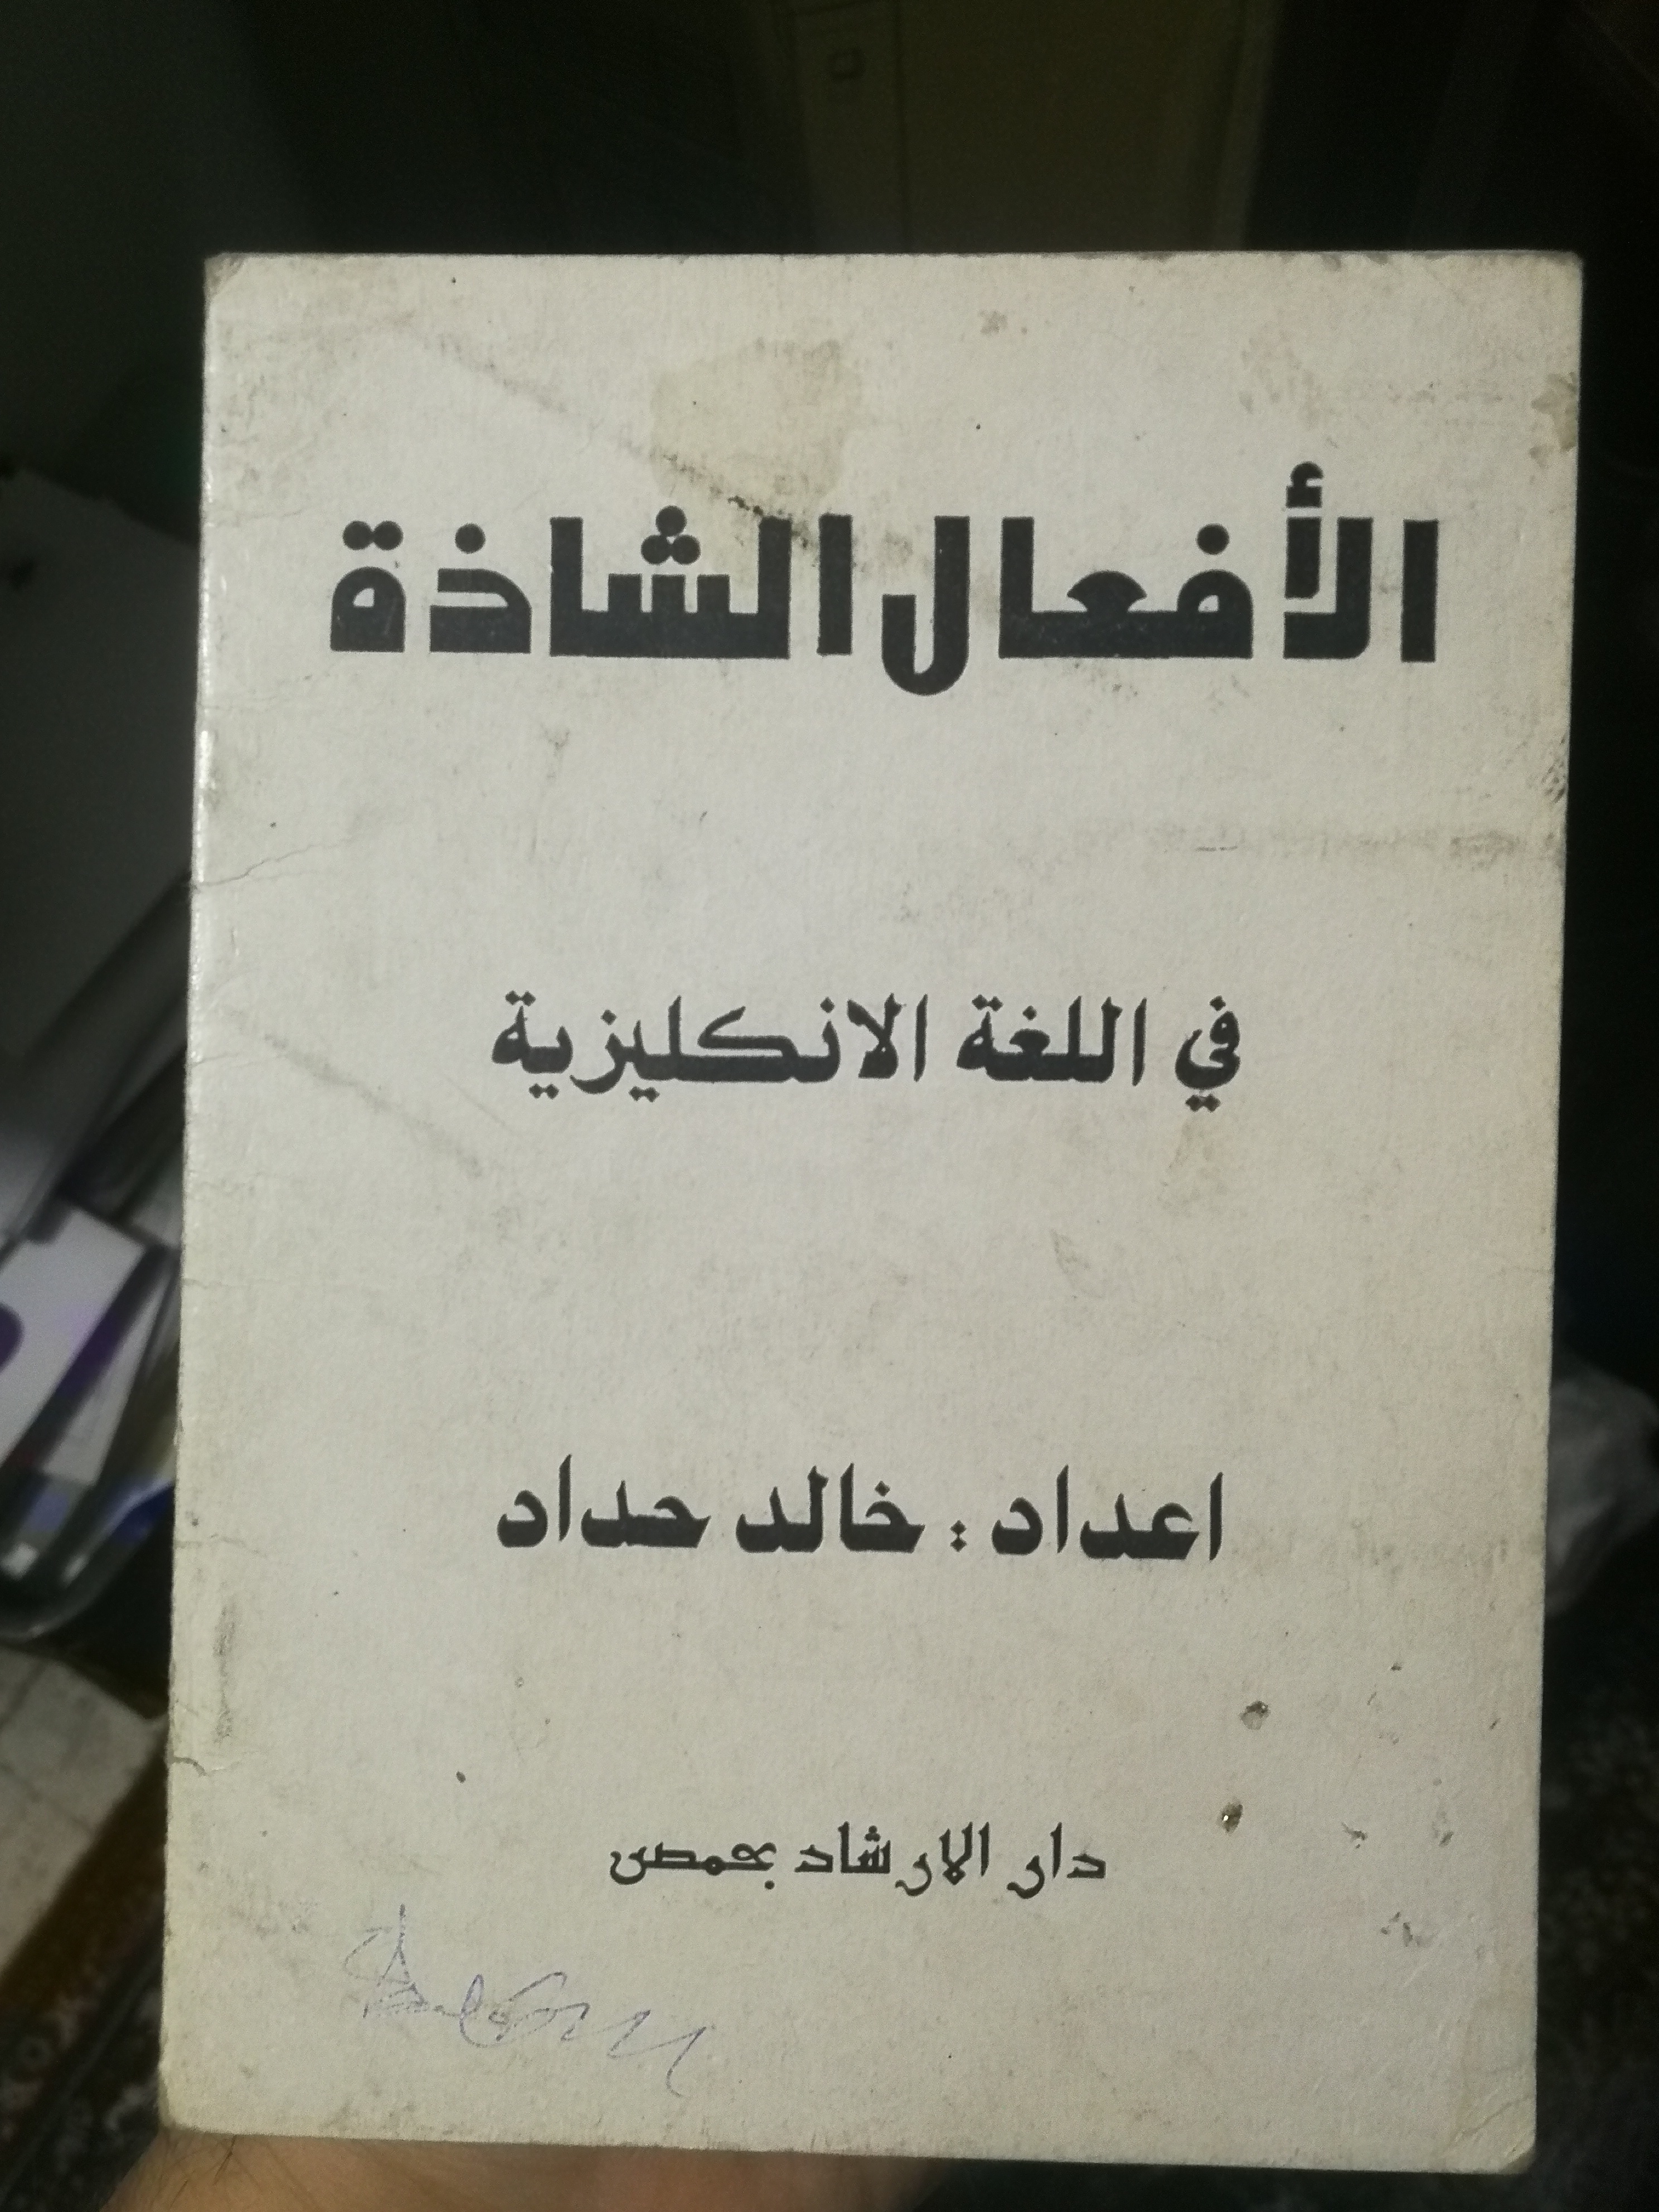 الأفعال الشاذة
في اللغة الانكليزية
اعداد : خالد حداد
دار الارشاد بحمص